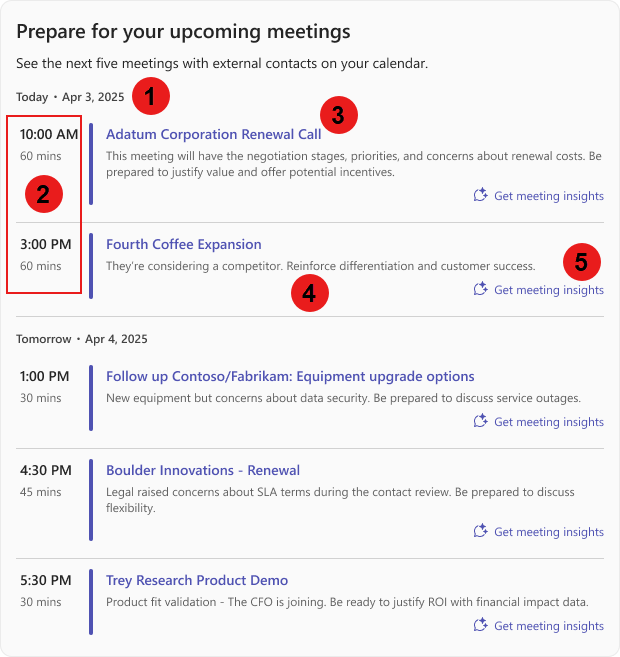 Prepare for your upcoming meetings
See the next five meetings with external contacts on your calendar.
Today • Apr 3, 2025
1
3
10:00 AM
Adatum Corporation Renewal Call
60 mins
This meeting will have the negotiation stages, priorities, and concerns about renewal costs. Be
prepared to justify value and offer potential incentives.
2
Get meeting insights
3:00 PM
Fourth Coffee Expansion
60 mins
They're considering a competitor. Reinforce differentiation and customer success.
5
4
Get meeting insights
Tomorrow • Apr 4, 2025
1:00 PM
Follow up Contoso/Fabrikam: Equipment upgrade options
30 mins
New equipment but concerns about data security. Be prepared to discuss service outages.
Get meeting insights
4:30 PM
Boulder Innovations - Renewal
45 mins
Legal raised concerns about SLA terms during the contact review. Be prepared to discuss
flexibility.
Get meeting insights
5:30 PM
Trey Research Product Demo
30 mins
Product fit validation - The CFO is joining. Be ready to justify ROI with financial impact data.
Get meeting insights